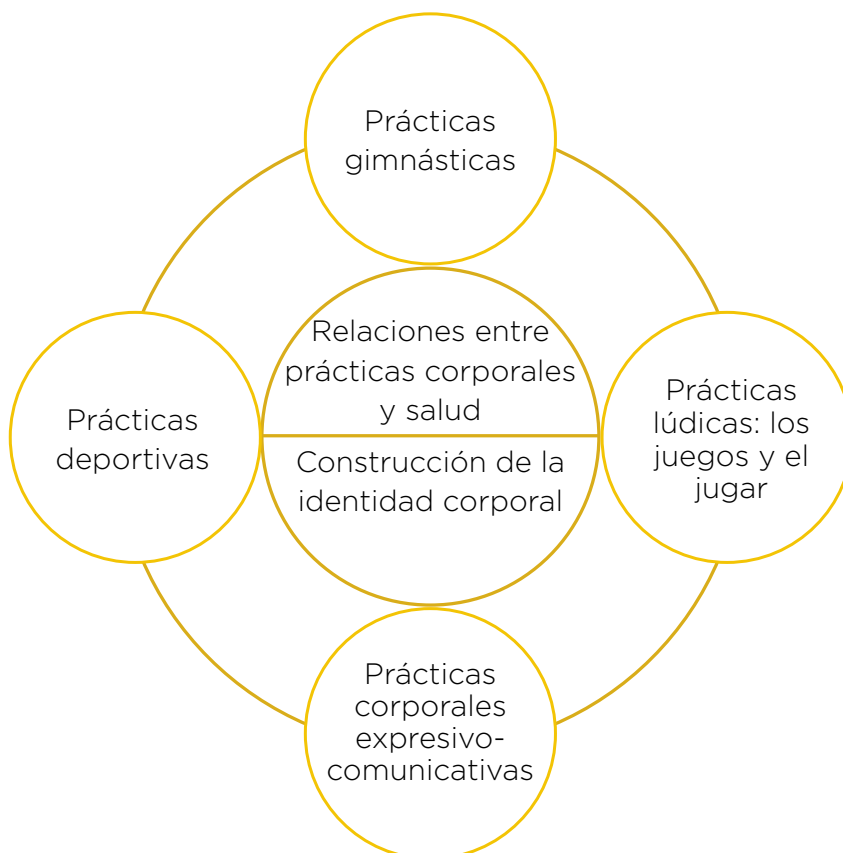 Prácticas
gimnásticas
Relaciones entre
prácticas corporales
y salud
Construcción de la
identidad corporal
Prácticas
deportivas
Prácticas
lúdicas: los
juegos y el
jugar
Prácticas
corporales
expresivo-
comunicativas